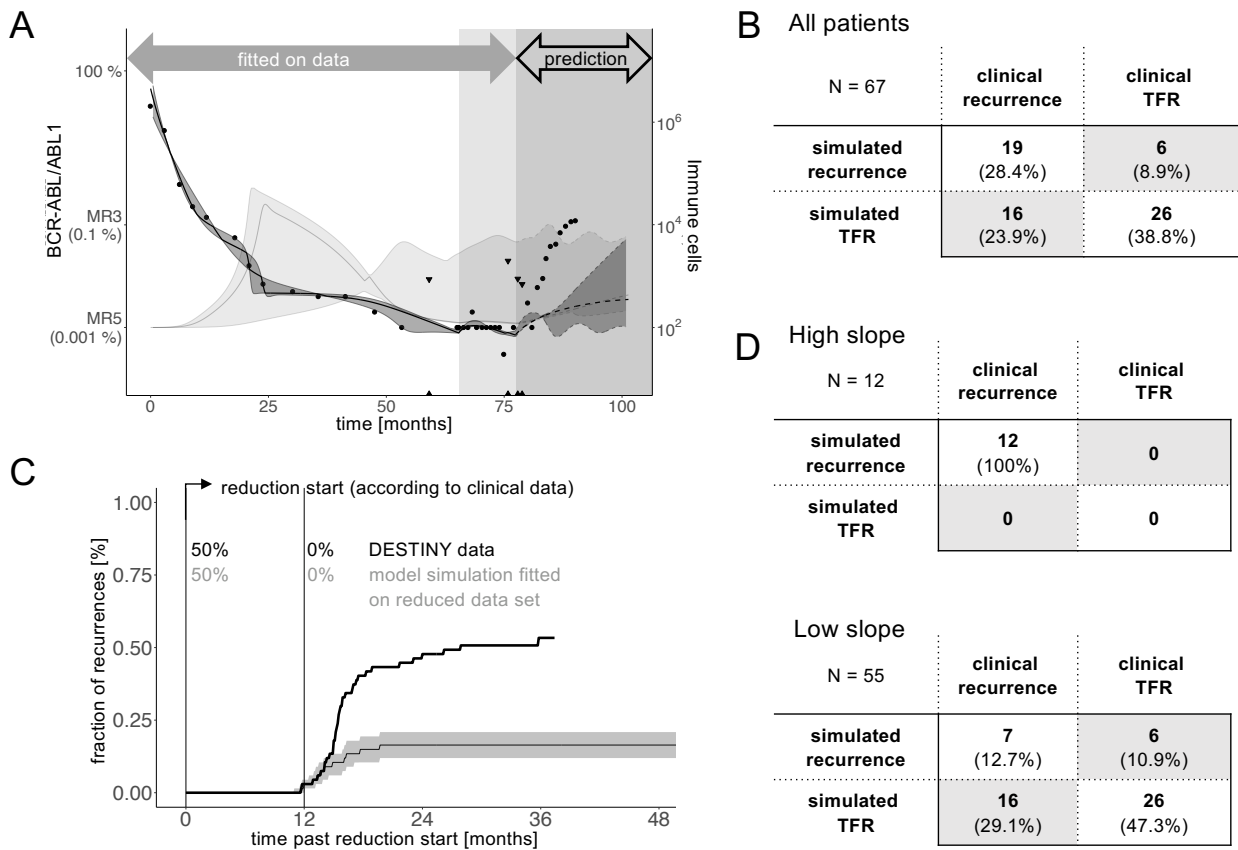 A
fitted on data
prediction
100 %
MR3
(0.1 %)
MR5
(0.001 %)
BCR-ABL/ABL1
10^6
10^4
10^2
Immune cells
0
25
50
75
100
time [months]
B
All patients
N = 67
clinical
recurrence
clinical
TFR
simulated
recurrence
19
(28.4%)
6
(8.9%)
simulated
TFR
16
(23.9%)
26
(38.8%)
C
reduction start (according to clinical data)
1.00
0.75
0.50
0.25
0.00
fraction of recurrences [%]
50%
0%
DESTINY data
50%
0%
model simulation fitted
on reduced data set
0
12
24
36
48
time past reduction start [months]
D
High slope
N = 12
clinical
recurrence
clinical
TFR
simulated
recurrence
12
(100%)
0
simulated
TFR
0
0
Low slope
N = 55
clinical
recurrence
clinical
TFR
simulated
recurrence
7
(12.7%)
6
(10.9%)
simulated
TFR
16
(29.1%)
26
(47.3%)